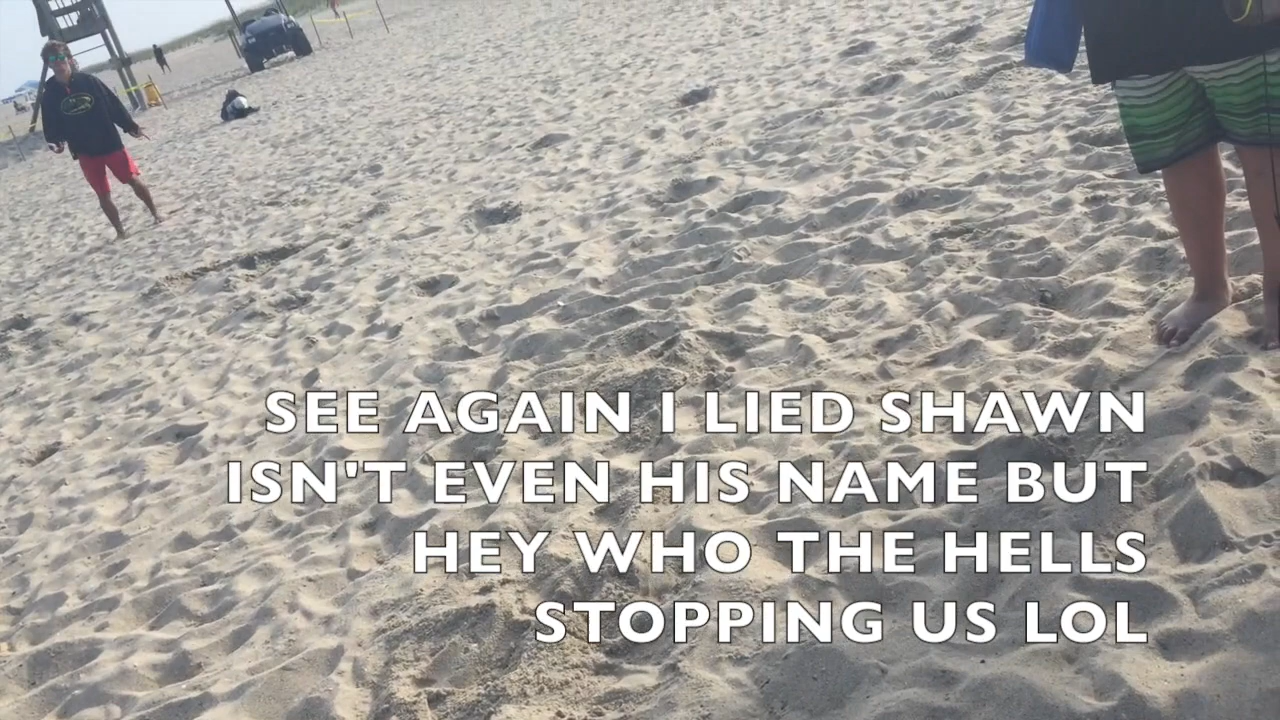 SEE AGAIN I LIED SHAWN
ISN'T EVEN HIS NAME BUT
HEY WHO THE HELLS
STOPPING US LOL